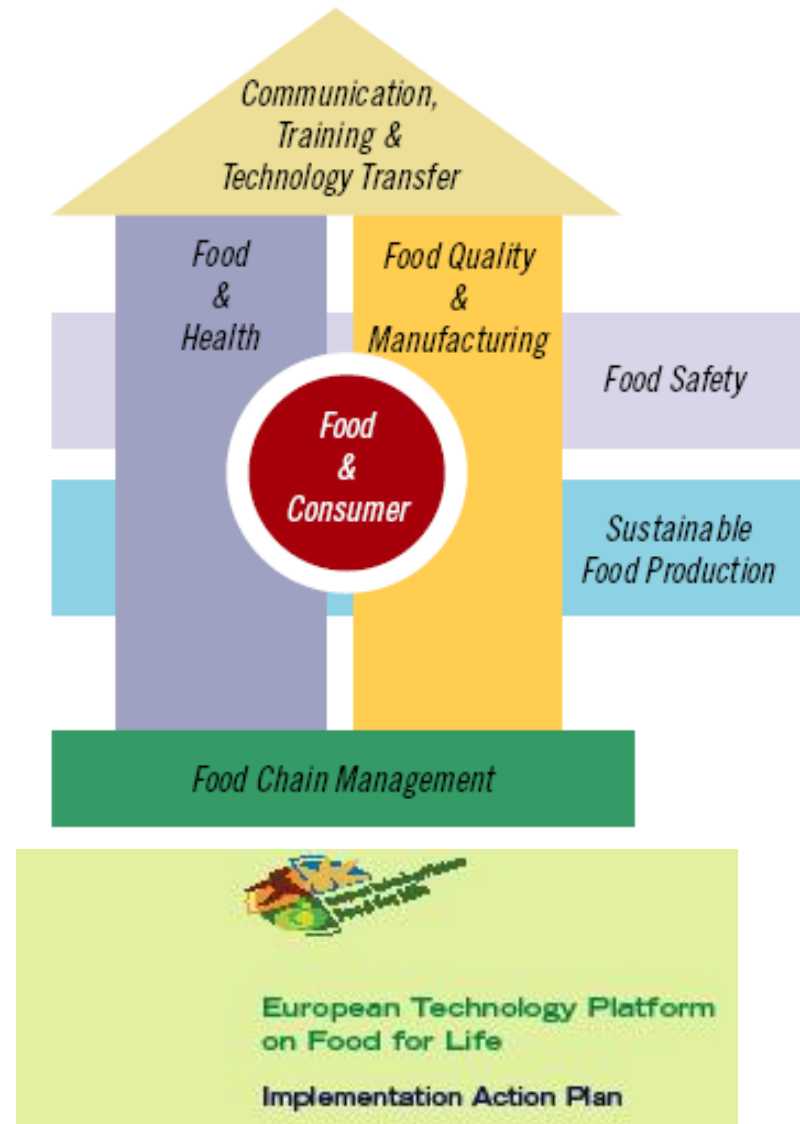 Communication,
Training &
Technology Transfer
Food
&
Health
Food Quality
&
Manufacturing
Food Safety
Food
&
Consumer
Sustainable
Food Production
Food Chain Management
European Technology Platform
on Food for Life
Implementation Action Plan